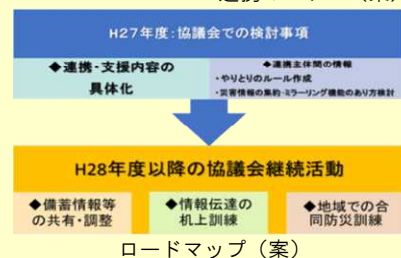 H27年度:協議会での検討事項
◆連携・支援内容の
具体化
◆連携主体間の情報
・やりとりのルール作成
・災害情報の集約・ミラーリング機能のあり方検討
H28年度以降の協議会継続活動
◆備蓄情報等
の共有・調整
◆情報伝達の
机上訓練
◆地域での合
同防災訓練
ロードマップ（案）